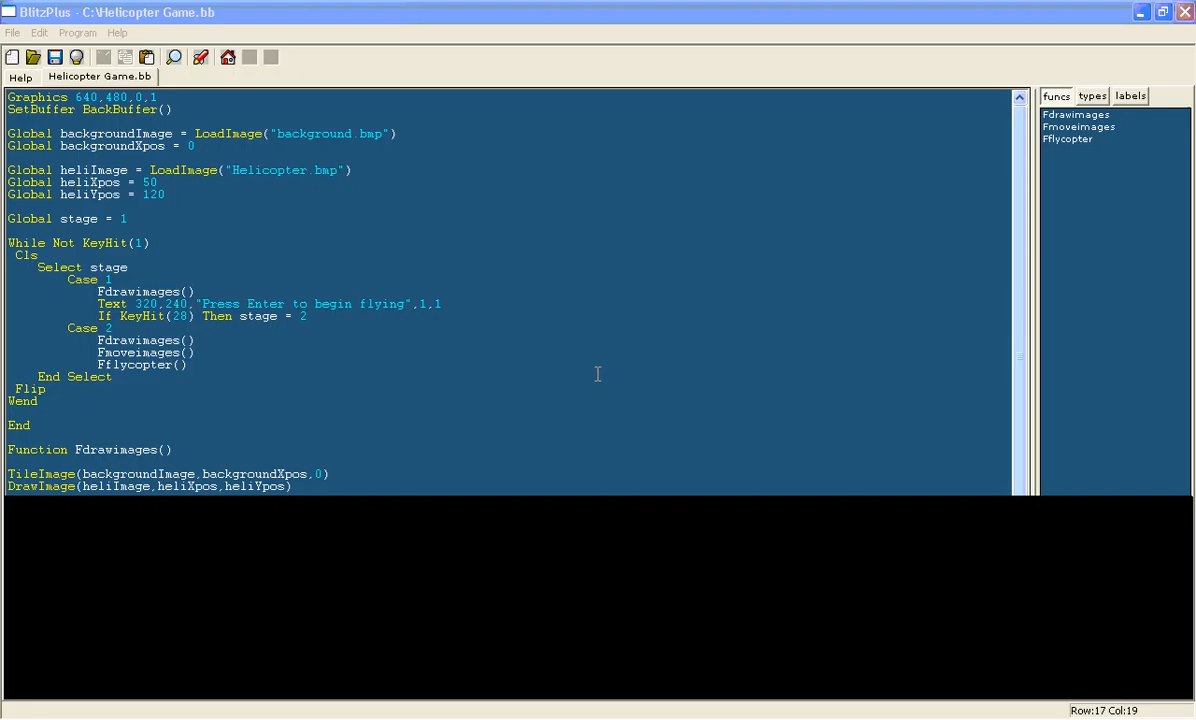 BlitzPlus - C:\Helicopter Game.bb
File Edit Program Help
Help Helicopter Game.bb
Graphics 640,480,0,1
SetBuffer BackBuffer()
Global backgroundImage = LoadImage("background.bmp")
Global backgroundXpos = 0
Global heliImage = LoadImage("Helicopter.bmp")
Global heliXpos = 50
Global heliYpos = 120
Global stage = 1
While Not KeyHit(1)
Cls
Select stage
Case 1
Fdrawimages()
Text 320,240,"Press Enter to begin flying",1,1
If KeyHit(28) Then stage = 2
Case 2
Fdrawimages()
Fmoveimages()
Fflycopter()
End Select
Flip
Wend
End
Function Fdrawimages()
TileImage(backgroundImage,backgroundXpos,0)
DrawImage(heliImage,heliXpos,heliYpos)
funcs types labels
Fdrawimages
Fmoveimages
Fflycopter
Row:17 Col:19